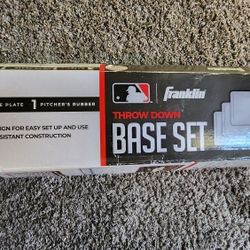 E PLATE 1 PITCHER'S RUBBER
IGN FOR EASY SET UP AND USE
SISTANT CONSTRUCTION
Franklin
THROW DOWN
BASE SET